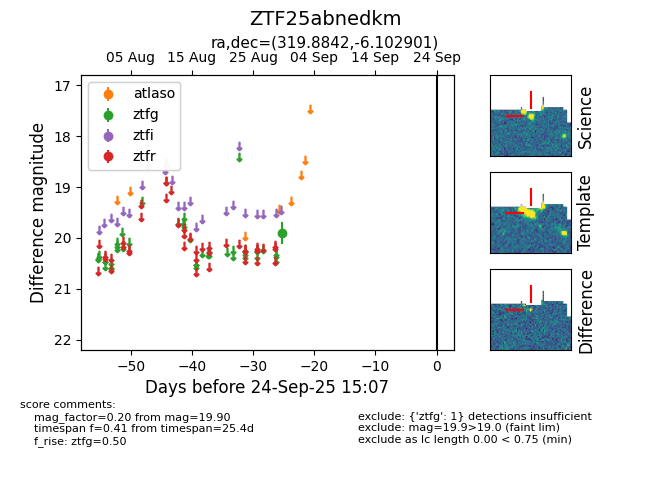 ZTF25abnedkm
ra,dec=(319.8842,-6.102901)
05 Aug 15 Aug 25 Aug 04 Sep 14 Sep 24 Sep
atlaso
ztfg
ztfi
ztfr
17
18
19
20
21
22
Difference magnitude
−50 −40 −30 −20 −10 0
Days before 24-Sep-25 15:07
Science
Template
Difference
score comments:
mag_factor=0.20 from mag=19.90
timespan f=0.41 from timespan=25.4d
f_rise: ztfg=0.50
exclude: {'ztfg': 1} detections insufficient
exclude: mag=19.9>19.0 (faint lim)
exclude as lc length 0.00 < 0.75 (min)